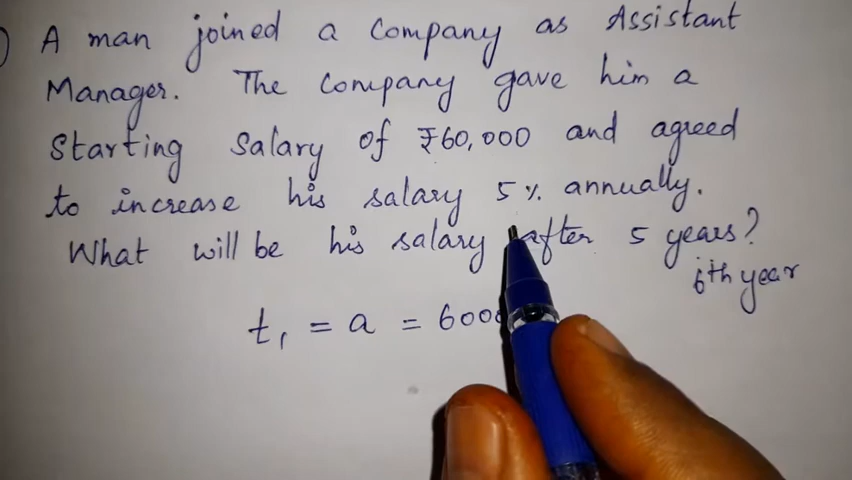 ) A man joined a company as Assistant
Manager. The company gave him a
Starting Salary of ₹60,000 and agreed
to increase his salary 5% annually.
What will be his salary after 5 years?
6th year
t₁ = a = 6000